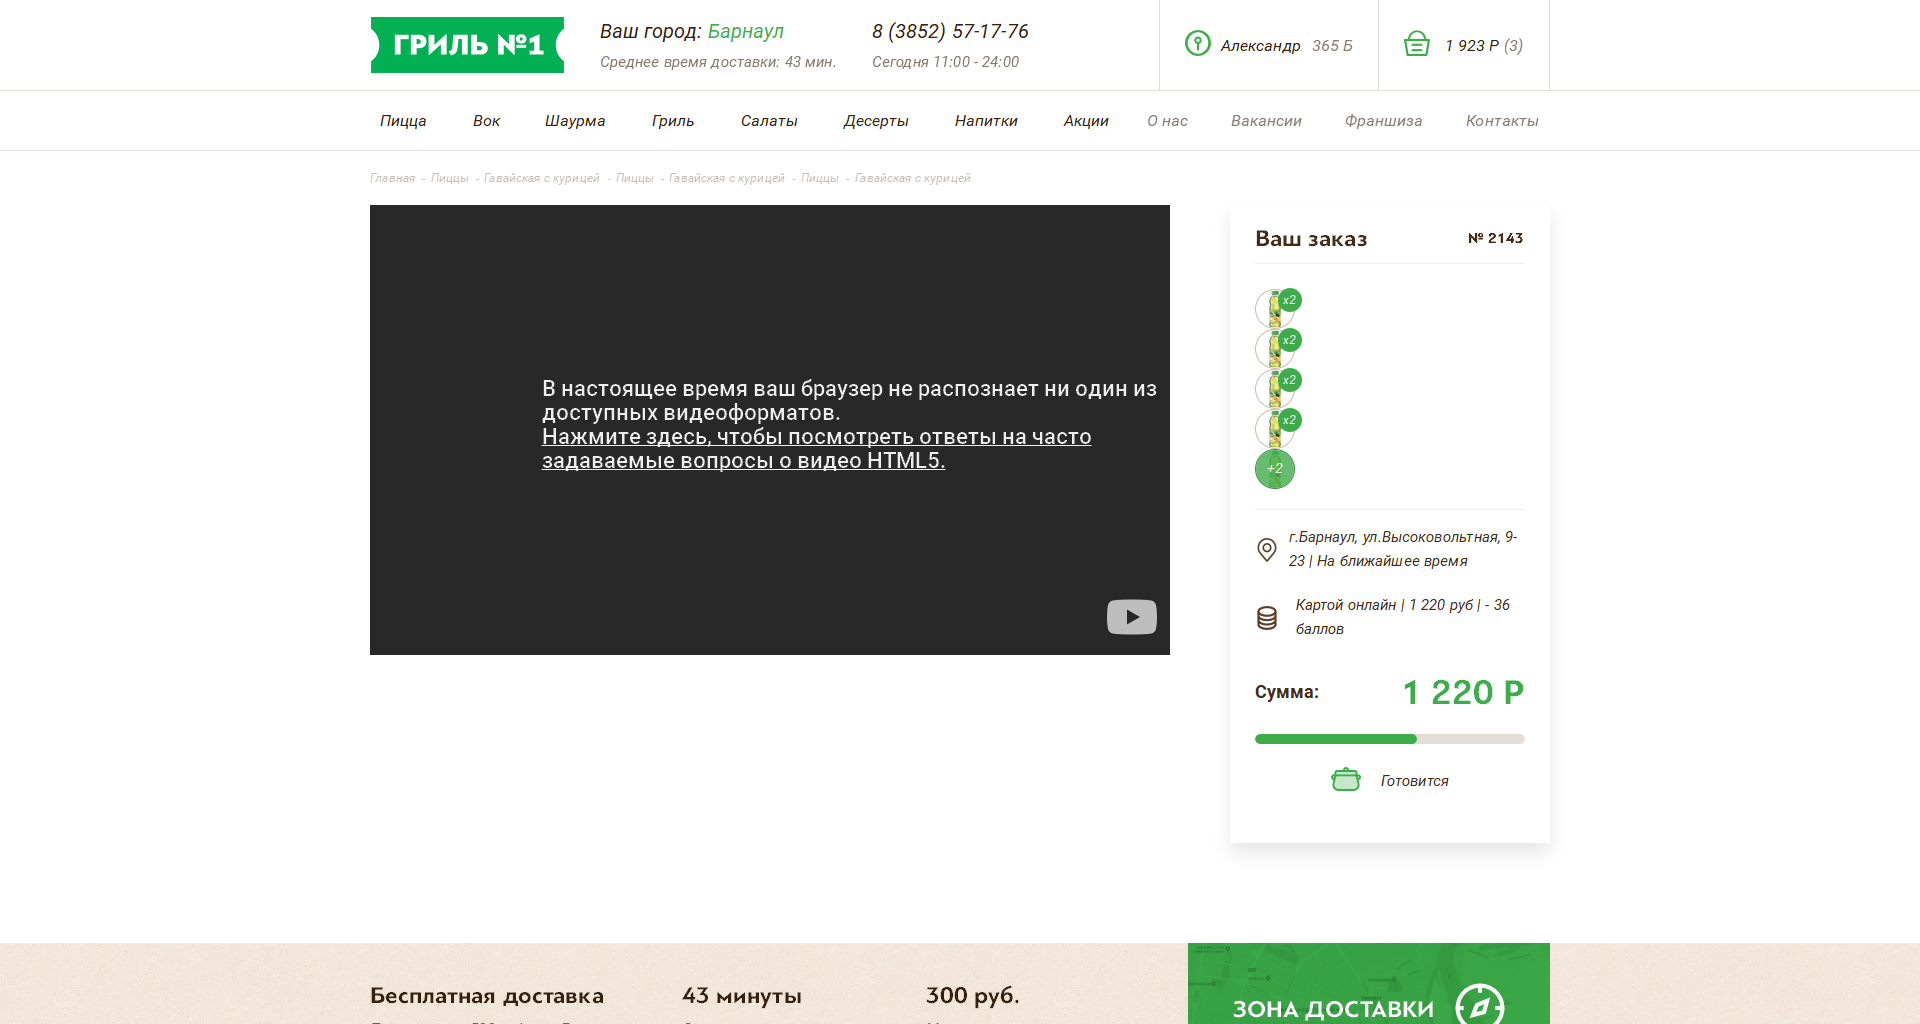 ГРИЛЬ №1
Ваш город: Барнаул
Среднее время доставки: 43 мин.
8 (3852) 57-17-76
Сегодня 11:00 - 24:00
Александр 365 Б
1 923 Р (3)
Пицца Вок Шаурма Гриль Салаты Десерты Напитки Акции О нас Вакансии Франшиза Контакты
Главная - Пиццы - Гавайская с курицей - Пиццы - Гавайская с курицей - Пиццы - Гавайская с курицей
В настоящее время ваш браузер не распознает ни один из
доступных видеоформатов.
Нажмите здесь, чтобы посмотреть ответы на часто
задаваемые вопросы о видео HTML5.
Ваш заказ № 2143
x2
x2
x2
x2
+2
г.Барнаул, ул.Высоковольтная, 9-
23 | На ближайшее время
Картой онлайн | 1 220 руб | - 36
баллов
Сумма: 1 220 Р
Готовится
Бесплатная доставка
43 минуты
300 руб.
ЗОНА ДОСТАВКИ